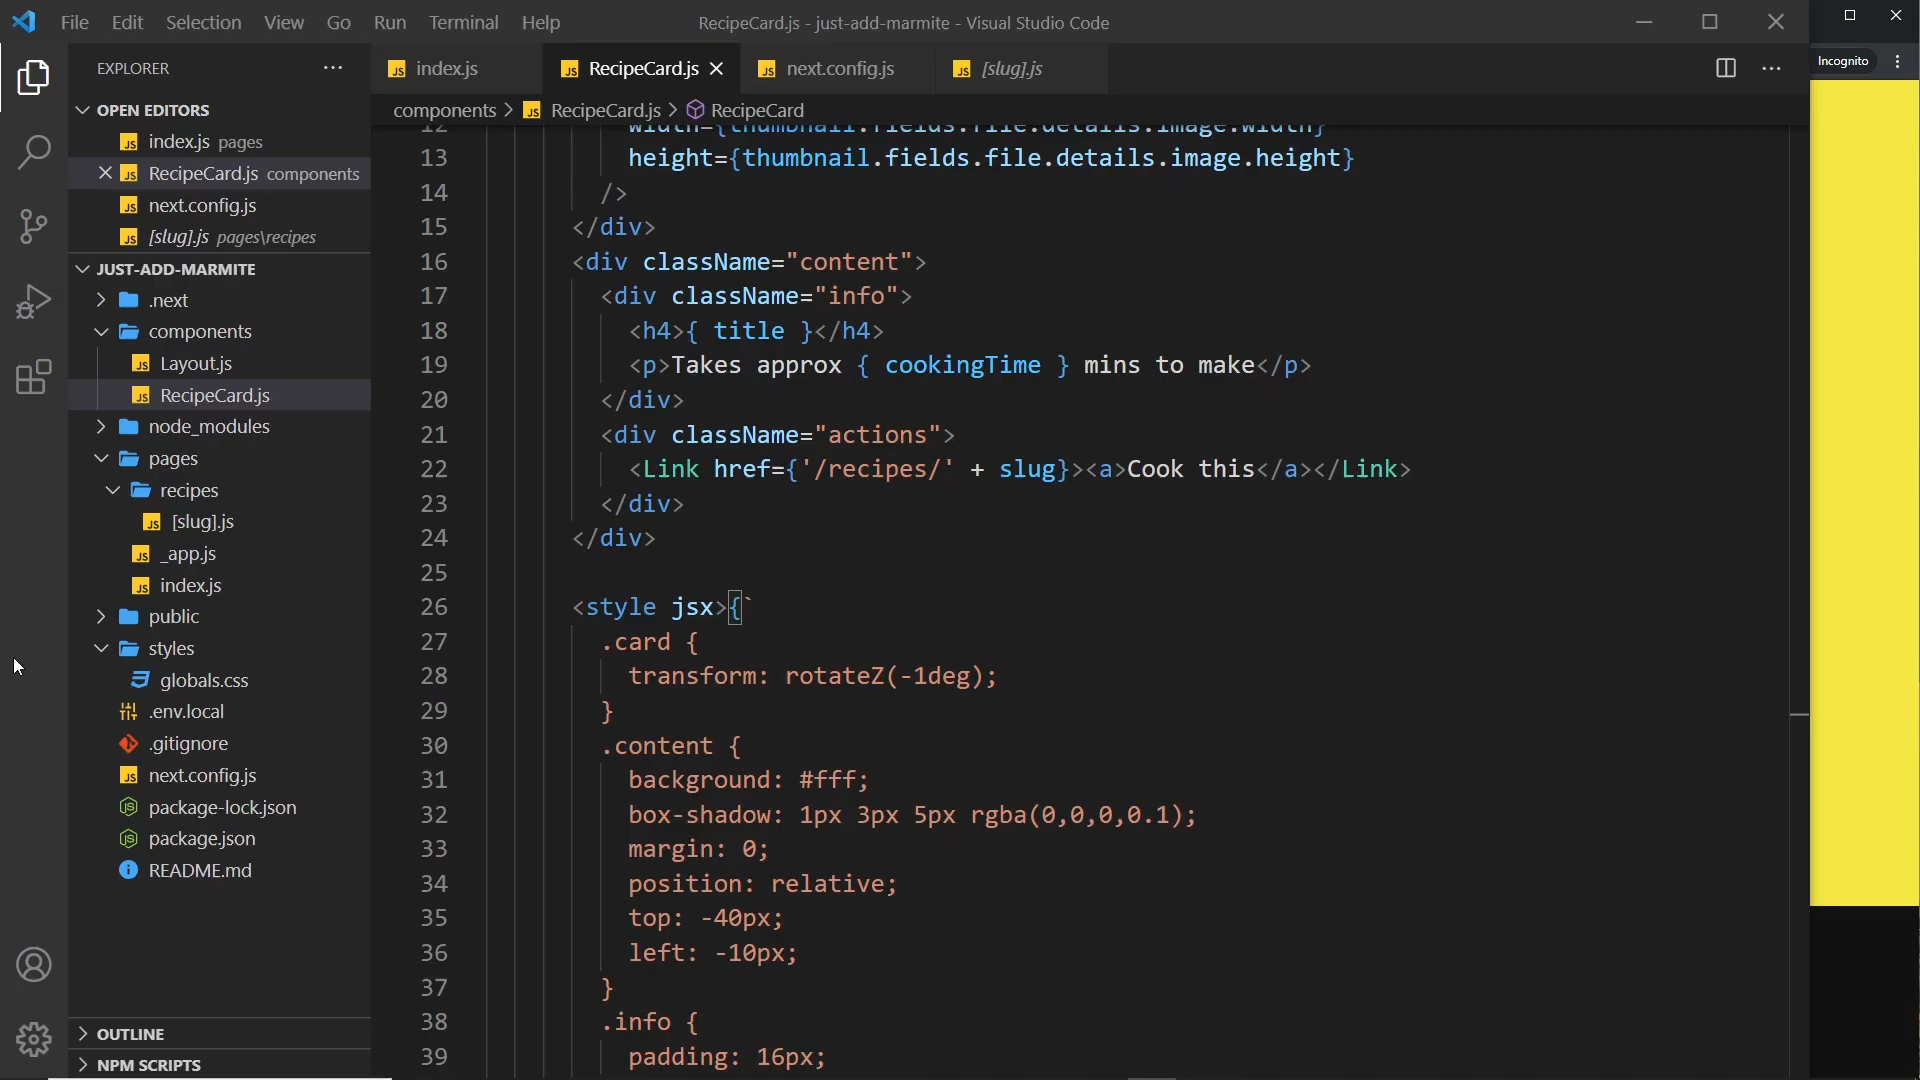 File Edit Selection View Go Run Terminal Help
RecipeCard.js - just-add-marmite - Visual Studio Code
Incognito
EXPLORER
OPEN EDITORS
index.js pages
RecipeCard.js components
next.config.js
[slug].js pages\recipes
JUST-ADD-MARMITE
.next
components
Layout.js
RecipeCard.js
node_modules
pages
recipes
[slug].js
_app.js
index.js
public
styles
globals.css
.env.local
.gitignore
next.config.js
package-lock.json
package.json
README.md
OUTLINE
NPM SCRIPTS
index.js RecipeCard.js next.config.js [slug].js
components > RecipeCard.js > RecipeCard
12 width={thumbnail.fields.file.details.image.width}
13 height={thumbnail.fields.file.details.image.height}
14 />
15 </div>
16 <div className="content">
17 <div className="info">
18 <h4>{ title }</h4>
19 <p>Takes approx { cookingTime } mins to make</p>
20 </div>
21 <div className="actions">
22 <Link href={'/recipes/' + slug}><a>Cook this</a></Link>
23 </div>
24 </div>
25
26 <style jsx>{`
27 .card {
28 transform: rotateZ(-1deg);
29 }
30 .content {
31 background: #fff;
32 box-shadow: 1px 3px 5px rgba(0,0,0,0.1);
33 margin: 0;
34 position: relative;
35 top: -40px;
36 left: -10px;
37 }
38 .info {
39 padding: 16px;